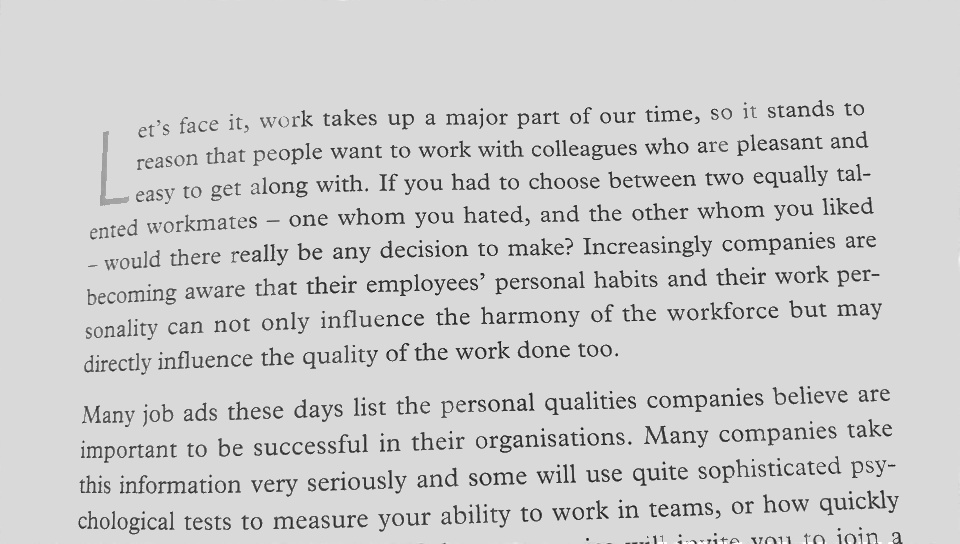 Let's face it, work takes up a major part of our time, so it stands to
reason that people want to work with colleagues who are pleasant and
easy to get along with. If you had to choose between two equally tal-
ented workmates – one whom you hated, and the other whom you liked
– would there really be any decision to make? Increasingly companies are
becoming aware that their employees' personal habits and their work per-
sonality can not only influence the harmony of the workforce but may
directly influence the quality of the work done too.
Many job ads these days list the personal qualities companies believe are
important to be successful in their organisations. Many companies take
this information very seriously and some will use quite sophisticated psy-
chological tests to measure your ability to work in teams, or how quickly
will invite you to join a